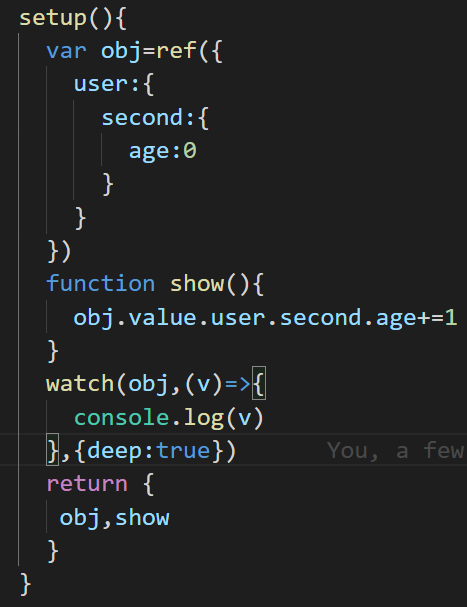 setup(){
  var obj=ref({
    user:{
      second:{
        age:0
      }
    }
  })
  function show(){
    obj.value.user.second.age+=1
  }
  watch(obj,(v)=>{
    console.log(v)
  },{deep:true})      You, a few
  return {
   obj,show
  }
}